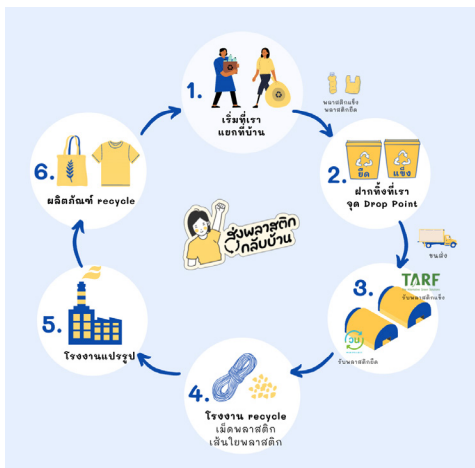 1.
เริ่มที่เรา
แยกที่บ้าน
พลาสติกแข็ง
พลาสติกยืด
ยืด
แข็ง
2.
ฝากทิ้งที่เรา
จุด Drop Point
ขนส่ง
3.
TARF
รับพลาสติกแข็ง
วน
รับพลาสติกยืด
4.
โรงงาน recycle
เม็ดพลาสติก
เส้นใยพลาสติก
5.
โรงงานแปรรูป
6.
ผลิตภัณฑ์ recycle
ส่งพลาสติก
กลับบ้าน